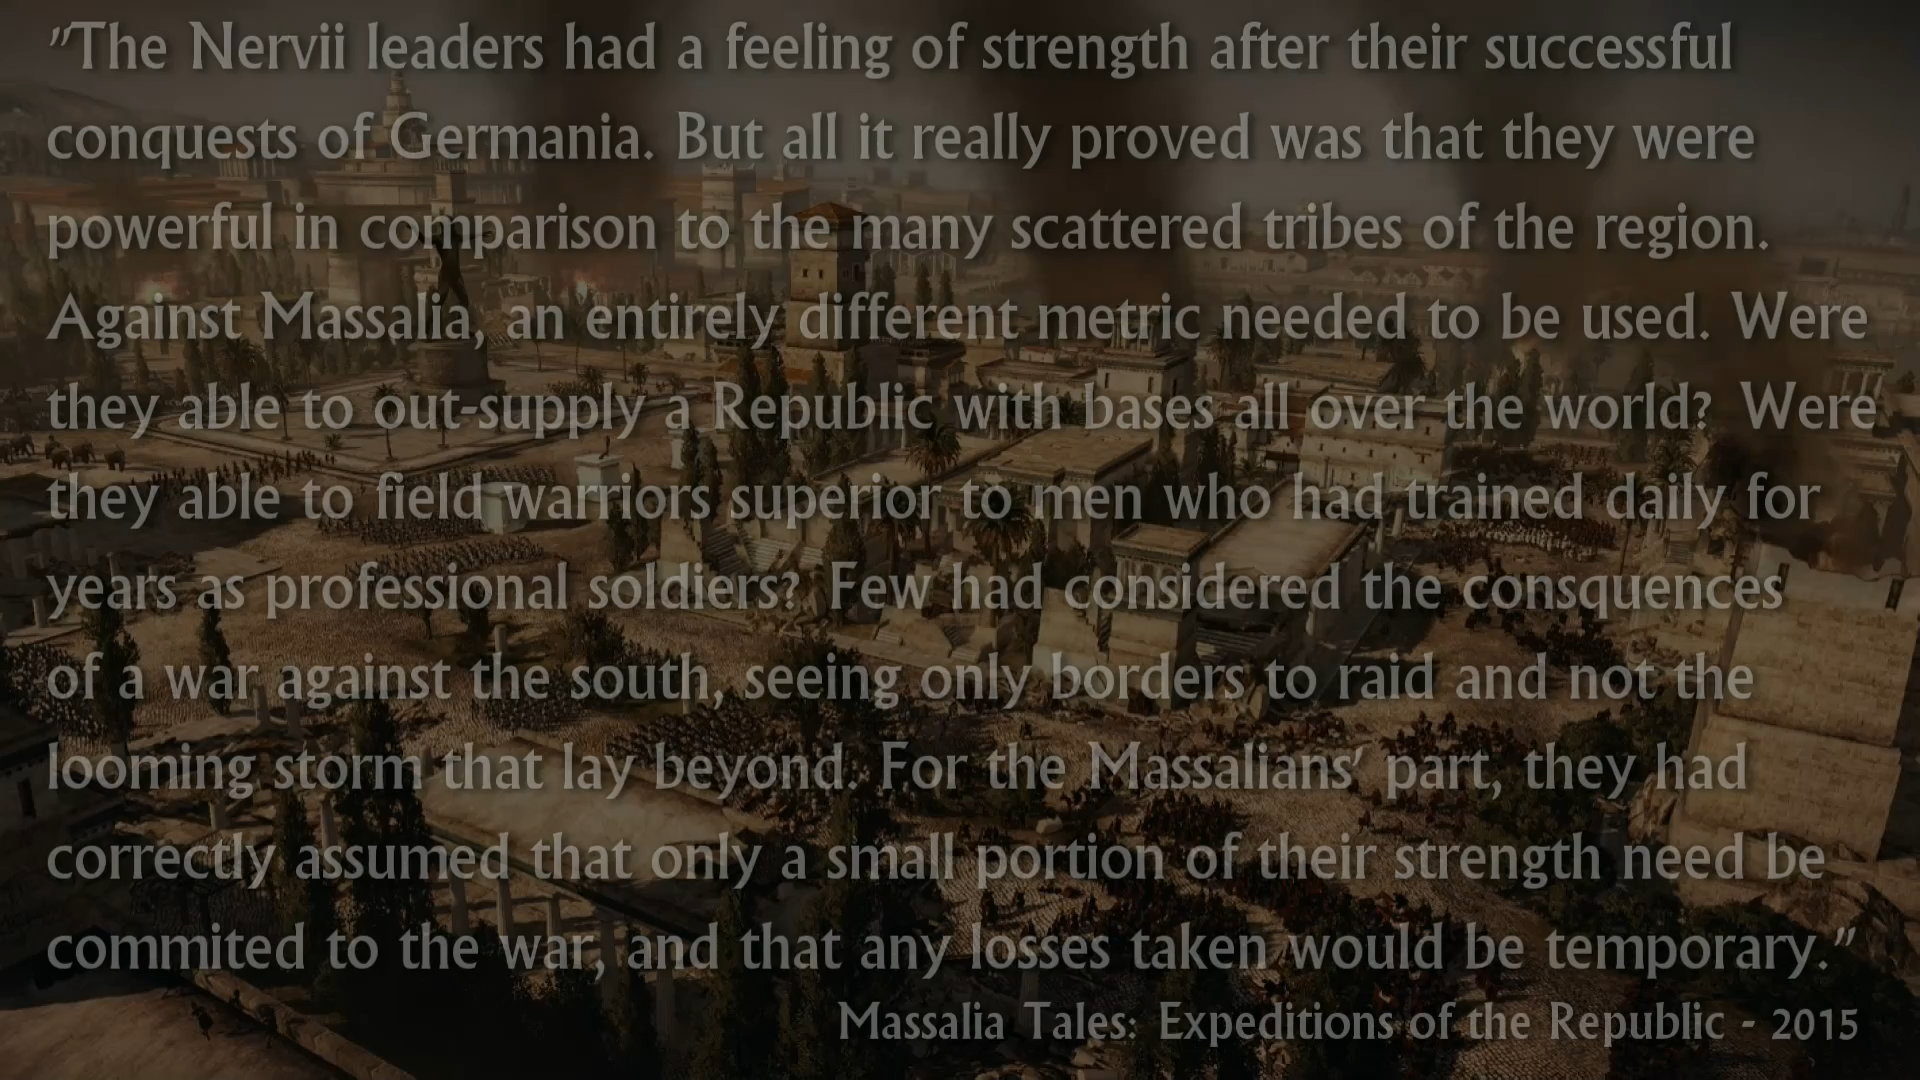 "The Nervii leaders had a feeling of strength after their successful
conquests of Germania. But all it really proved was that they were
powerful in comparison to the many scattered tribes of the region.
Against Massalia, an entirely different metric needed to be used. Were
they able to out-supply a Republic with bases all over the world? Were
they able to field warriors superior to men who had trained daily for
years as professional soldiers? Few had considered the consquences
of a war against the south, seeing only borders to raid and not the
looming storm that lay beyond. For the Massalians' part, they had
correctly assumed that only a small portion of their strength need be
commited to the war, and that any losses taken would be temporary."
Massalia Tales: Expeditions of the Republic - 2015